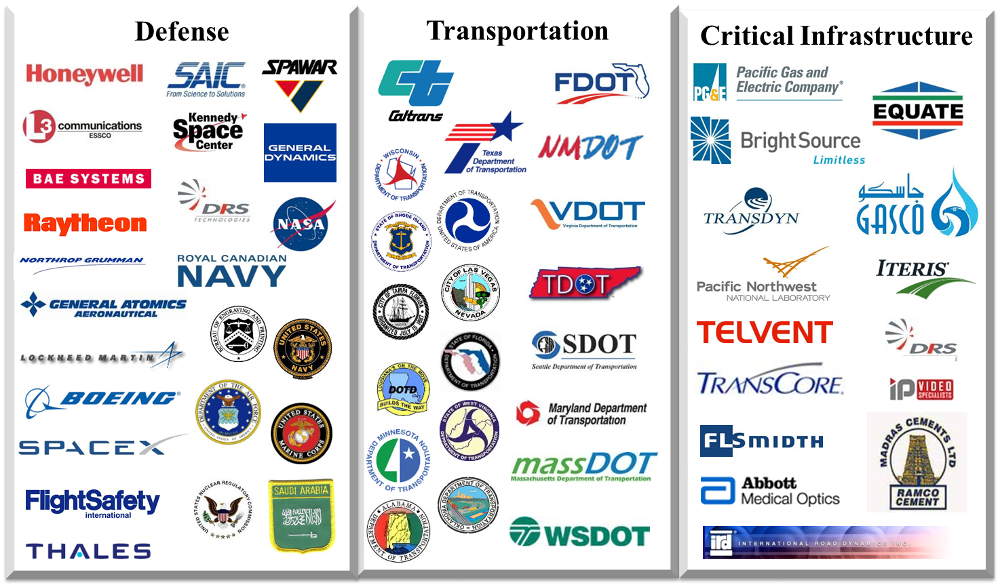 Defense
Honeywell
SAIC
From Science to Solutions
SPAWAR
L3
communications
ESSCO
Kennedy
Space
Center
GENERAL
DYNAMICS
BAE SYSTEMS
DRS
TECHNOLOGIES
Raytheon
NASA
NORTHROP GRUMMAN
ROYAL CANADIAN
NAVY
GENERAL ATOMICS
AERONAUTICAL
BUREAU OF ENGRAVING AND PRINTING
UNITED STATES
NAVY
LOCKHEED MARTIN
BOEING®
DEPARTMENT OF THE AIR FORCE
UNITED STATES OF AMERICA
UNITED STATES
MARINE CORPS
SPACEX
FlightSafety
international
UNITED STATES NUCLEAR REGULATORY COMMISSION
SAUDI ARABIA
THALES
Transportation
Caltrans
FDOT
Texas
Department
of Transportation
NMDOT
WISCONSIN
DEPARTMENT OF TRANSPORTATION
DEPARTMENT OF TRANSPORTATION
UNITED STATES OF AMERICA
VDOT
Virginia Department of Transportation
STATE OF RHODE ISLAND
DEPARTMENT OF TRANSPORTATION
CITY OF LAS VEGAS
NEVADA
TDOT
CITY OF TAMPA FLORIDA
ORGANIZED JULY 15 1887
STATE OF FLORIDA
DEPARTMENT OF TRANSPORTATION
SDOT
Seattle Department of Transportation
LOUISIANA'S ON THE MOVE
DOTD
BUILDS THE WAY
STATE OF WEST VIRGINIA
DEPARTMENT OF TRANSPORTATION
Maryland Department
of Transportation
MINNESOTA
DEPARTMENT OF TRANSPORTATION
massDOT
Massachusetts Department of Transportation
OKLAHOMA DEPARTMENT OF TRANSPORTATION
ALABAMA
DEPARTMENT OF TRANSPORTATION
WSDOT
Critical Infrastructure
PG&E
Pacific Gas and
Electric Company®
EQUATE
BrightSource
Limitless
TRANSDYN
جاسكو
GASCO
Pacific Northwest
NATIONAL LABORATORY
ITERIS®
TELVENT
DRS
TRANSCORE®
iP VIDEO
SPECIALISTS
FLSMIDTH
MADRAS CEMENTS LTD
RAMCO
CEMENT
Abbott
Medical Optics
ird
INTERNATIONAL ROAD DYNAMICS INC.